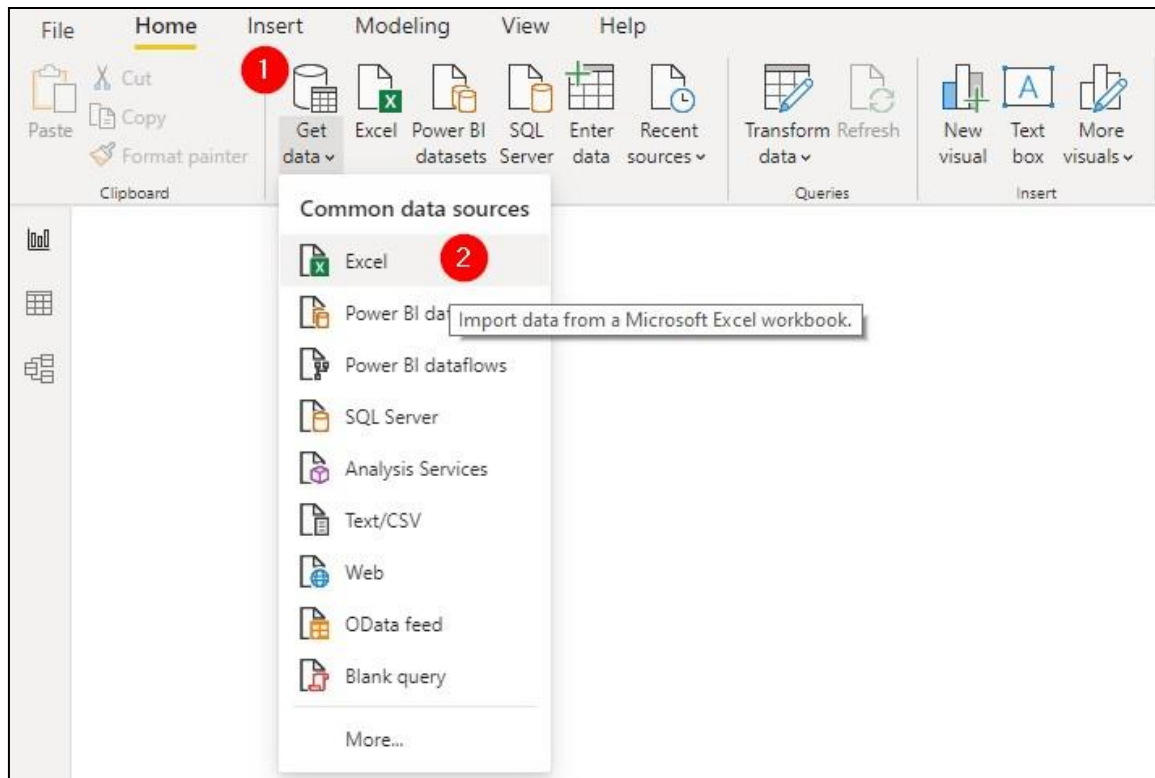 File Home Insert Modeling View Help
1
Cut
Copy
Format painter
Paste
Clipboard
Get data
Excel
Power BI datasets
SQL Server
Enter data
Recent sources
Transform data
Refresh
Queries
New visual
Text box
More visuals
Insert
Common data sources
Excel
2
Power BI dat
Import data from a Microsoft Excel workbook.
Power BI dataflows
SQL Server
Analysis Services
Text/CSV
Web
OData feed
Blank query
More...